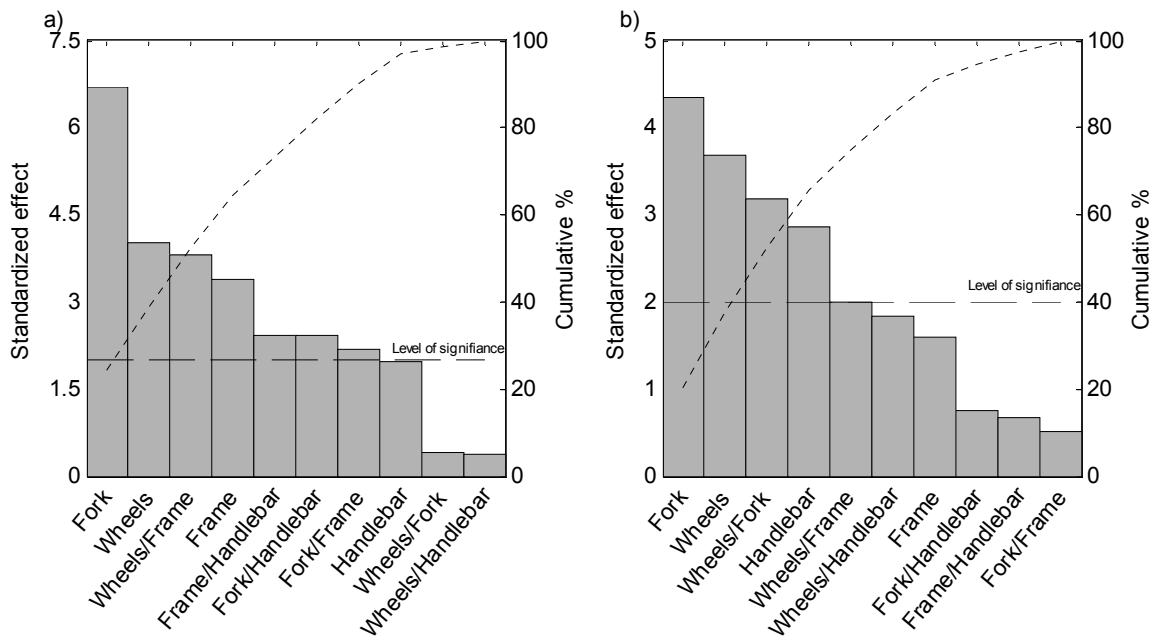 a)
Standardized effect
7.5
6
4.5
3
1.5
0
100
80
60
40
20
0
Cumulative %
Level of signifiance
Fork
Wheels
Wheels/Frame
Frame
Frame/Handlebar
Fork/Handlebar
Fork/Frame
Handlebar
Wheels/Fork
Wheels/Handlebar
b)
Standardized effect
5
4
3
2
1
0
100
80
60
40
20
0
Cumulative %
Level of signifiance
Fork
Wheels
Wheels/Fork
Handlebar
Wheels/Frame
Wheels/Handlebar
Frame
Fork/Handlebar
Frame/Handlebar
Fork/Frame